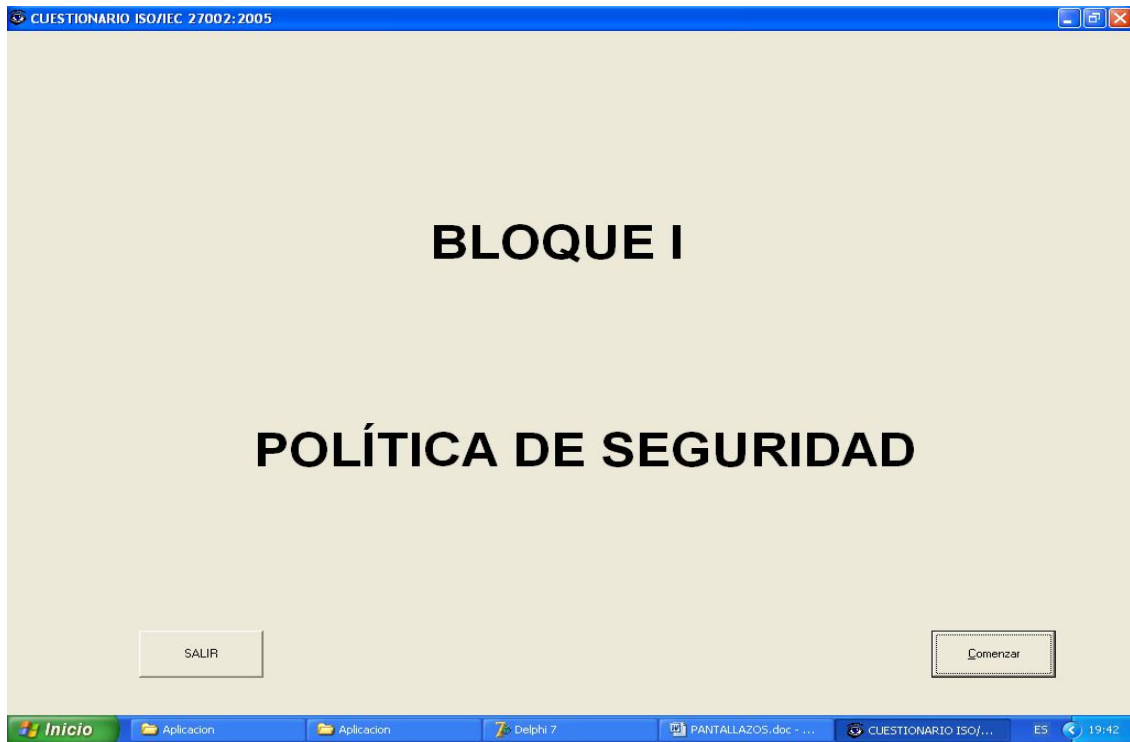 CUESTIONARIO ISO/IEC 27002:2005
BLOQUE I
POLÍTICA DE SEGURIDAD
SALIR
Comenzar
Inicio
Aplicacion
Aplicacion
Delphi 7
PANTALLAZOS.doc - ...
CUESTIONARIO ISO/...
ES
19:42